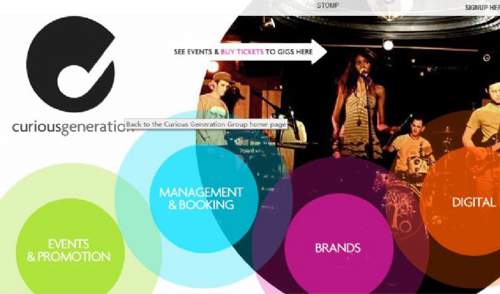 STOMP
SIGNUP HER
SEE EVENTS & BUY TICKETS TO GIGS HERE
curiousgeneration
Back to the Curious Generation Group home page
MANAGEMENT
& BOOKING
DIGITAL
EVENTS
& PROMOTION
BRANDS